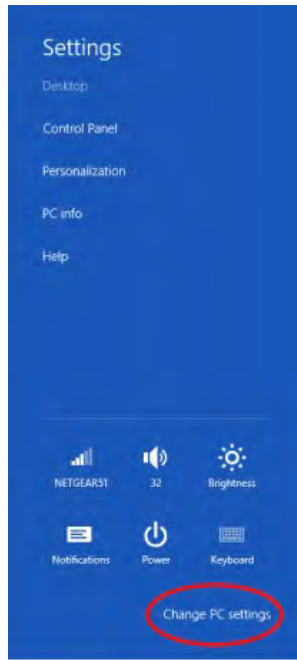 Settings
Desktop
Control Panel
Personalization
PC info
Help
NETGEAR51 32 Brightness
Notifications Power Keyboard
Change PC settings